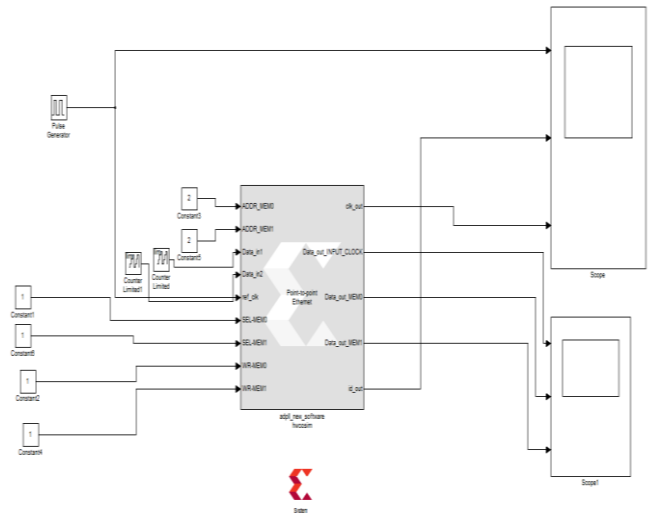 Pulse
Generator
2
Constant3
2
Constant5
Counter
Limited1
Counter
Limited
1
Constant1
1
Constant6
1
Constant2
1
Constant4
ADDR_MEM0
ADDR_MEM1
Data_in1
Data_in2
ref_clk
SEL-MEM0
SEL-MEM1
WR-MEM0
WR-MEM1
Point-to-point
Ethernet
clk_out
Data_out_INPUT_CLOCK
Data_out_MEM0
Data_out_MEM1
id_out
adpll_new_software
hwcosim
Scope
Scope1
System